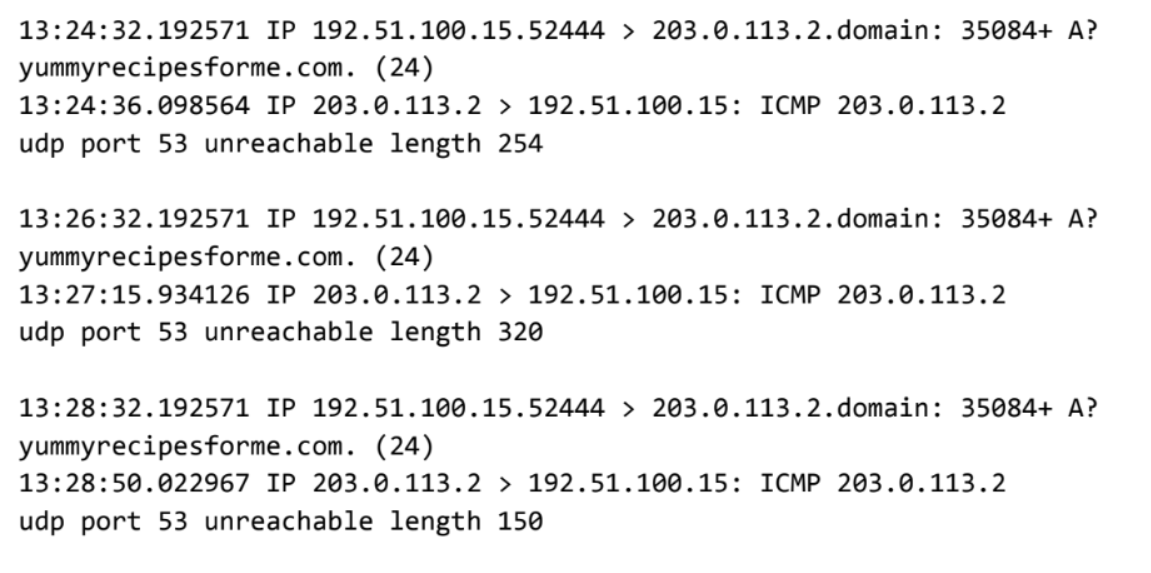 13:24:32.192571 IP 192.51.100.15.52444 > 203.0.113.2.domain: 35084+ A?
yummyrecipesforme.com. (24)
13:24:36.098564 IP 203.0.113.2 > 192.51.100.15: ICMP 203.0.113.2
udp port 53 unreachable length 254
13:26:32.192571 IP 192.51.100.15.52444 > 203.0.113.2.domain: 35084+ A?
yummyrecipesforme.com. (24)
13:27:15.934126 IP 203.0.113.2 > 192.51.100.15: ICMP 203.0.113.2
udp port 53 unreachable length 320
13:28:32.192571 IP 192.51.100.15.52444 > 203.0.113.2.domain: 35084+ A?
yummyrecipesforme.com. (24)
13:28:50.022967 IP 203.0.113.2 > 192.51.100.15: ICMP 203.0.113.2
udp port 53 unreachable length 150